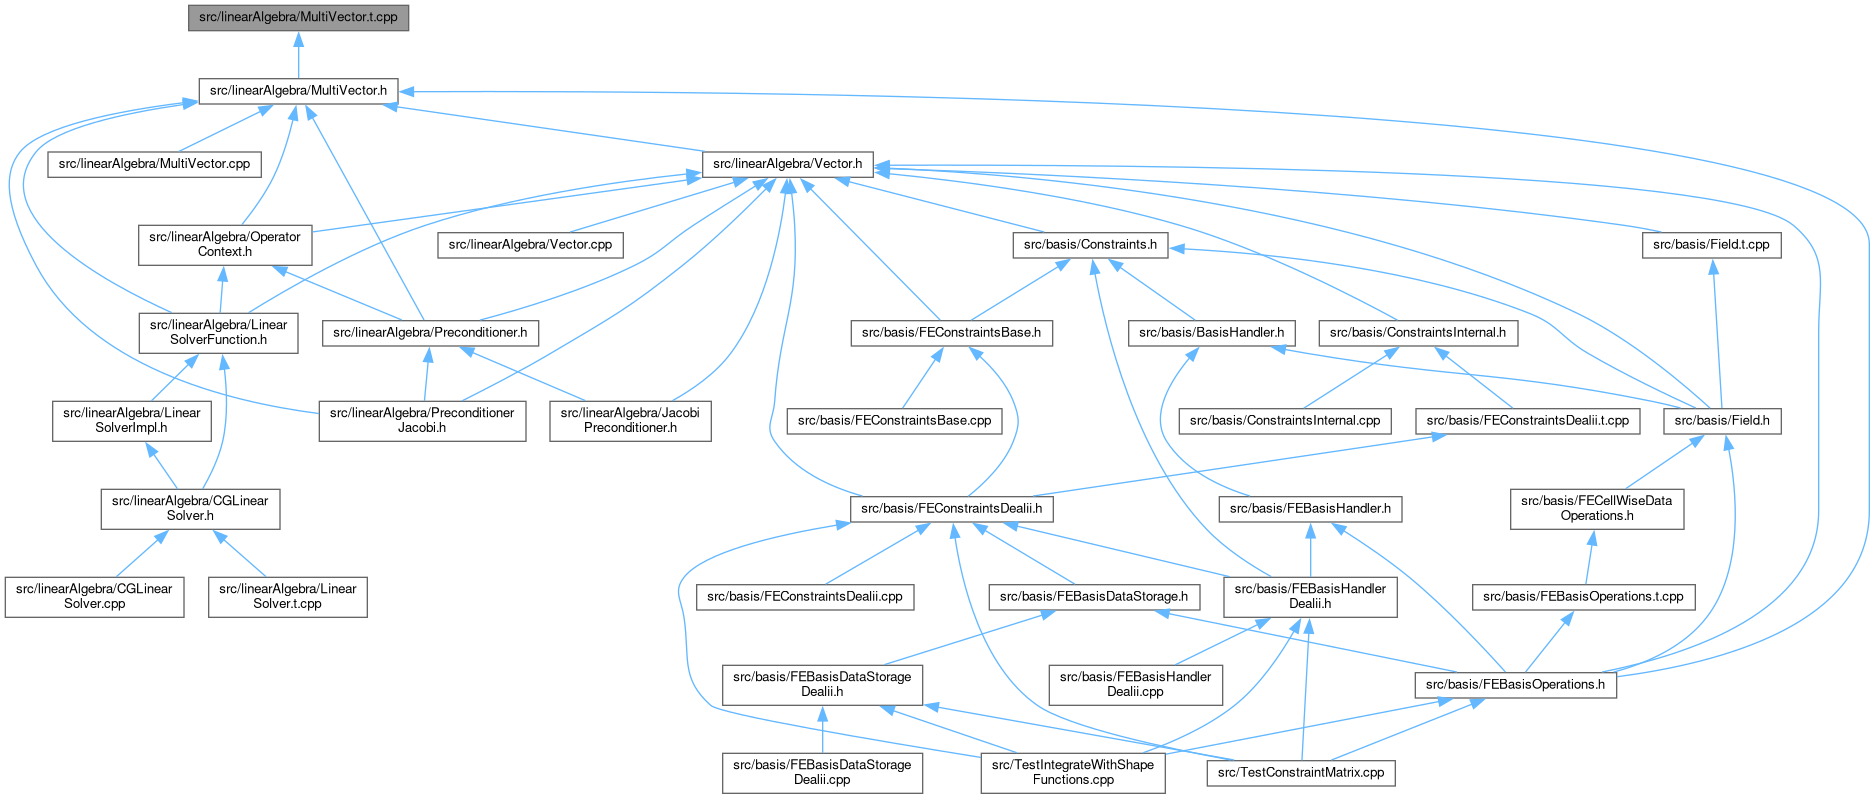 src/linearAlgebra/MultiVector.t.cpp
src/linearAlgebra/MultiVector.h
src/linearAlgebra/MultiVector.cpp
src/linearAlgebra/Vector.h
src/linearAlgebra/Operator
Context.h
src/linearAlgebra/Vector.cpp
src/basis/Constraints.h
src/basis/Field.t.cpp
src/linearAlgebra/Linear
SolverFunction.h
src/linearAlgebra/Preconditioner.h
src/basis/FEConstraintsBase.h
src/basis/BasisHandler.h
src/basis/ConstraintsInternal.h
src/linearAlgebra/Linear
SolverImpl.h
src/linearAlgebra/Preconditioner
Jacobi.h
src/linearAlgebra/Jacobi
Preconditioner.h
src/basis/FEConstraintsBase.cpp
src/basis/ConstraintsInternal.cpp
src/basis/FEConstraintsDealii.t.cpp
src/basis/Field.h
src/linearAlgebra/CGLinear
Solver.h
src/basis/FEConstraintsDealii.h
src/basis/FEBasisHandler.h
src/basis/FECellWiseData
Operations.h
src/linearAlgebra/CGLinear
Solver.cpp
src/linearAlgebra/Linear
Solver.t.cpp
src/basis/FEConstraintsDealii.cpp
src/basis/FEBasisDataStorage.h
src/basis/FEBasisHandler
Dealii.h
src/basis/FEBasisOperations.t.cpp
src/basis/FEBasisDataStorage
Dealii.h
src/basis/FEBasisHandler
Dealii.cpp
src/basis/FEBasisOperations.h
src/basis/FEBasisDataStorage
Dealii.cpp
src/TestIntegrateWithShape
Functions.cpp
src/TestConstraintMatrix.cpp